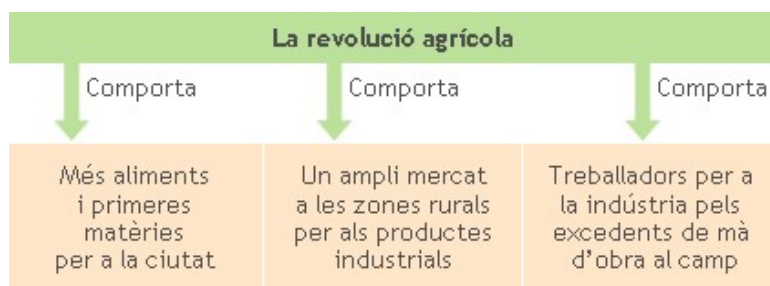 La revolució agrícola
Comporta
Comporta
Comporta
Més aliments
i primeres
matèries
per a la ciutat
Un ampli mercat
a les zones rurals
per als productes
industrials
Treballadors per a
la indústria pels
excedents de mà
d'obra al camp